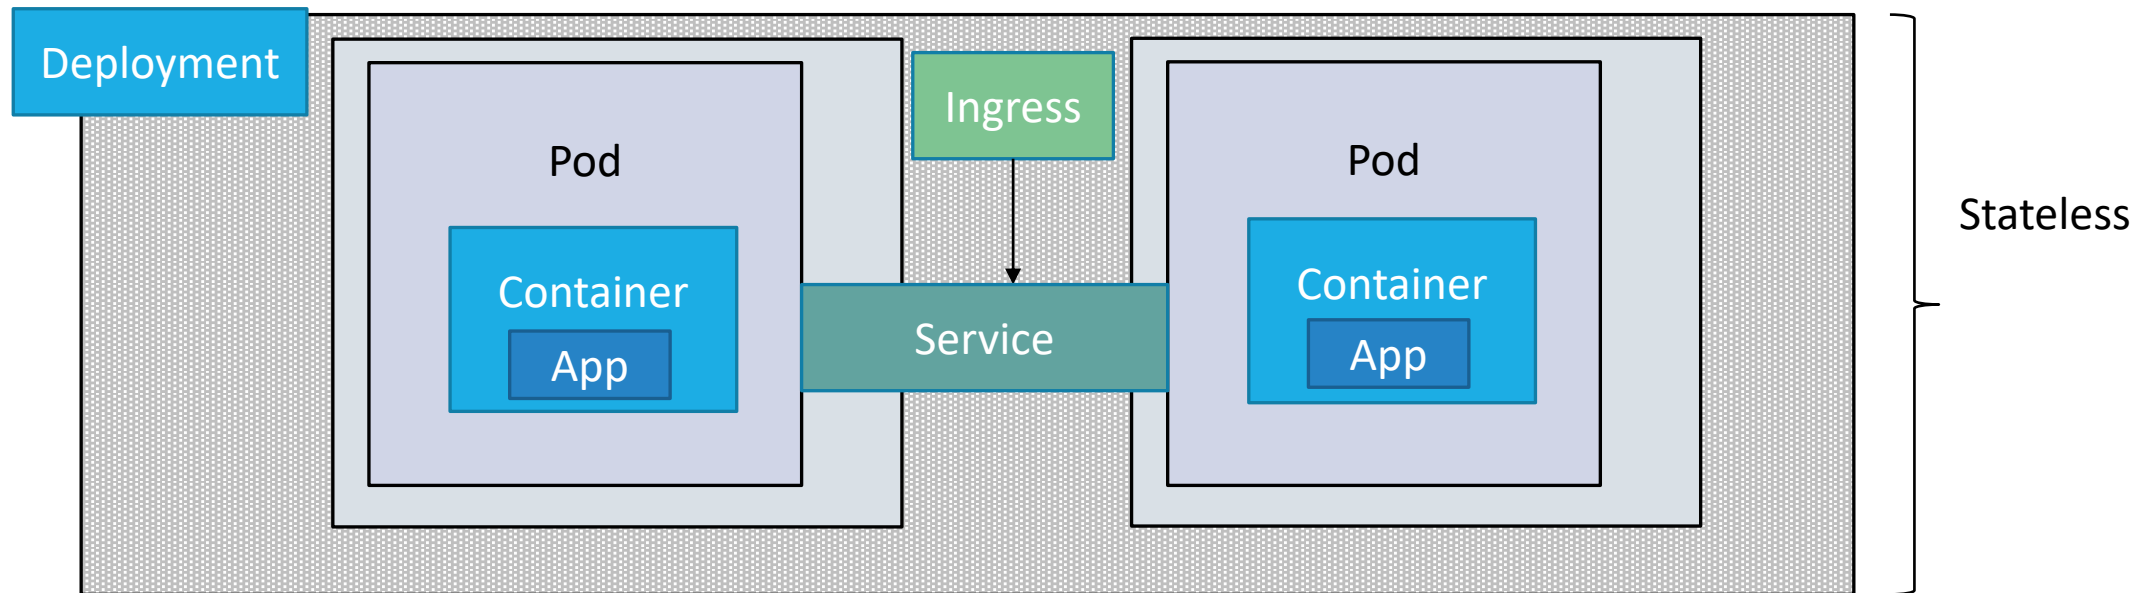 Deployment
Ingress
Pod
Pod
Stateless
Container
Container
Service
App
App